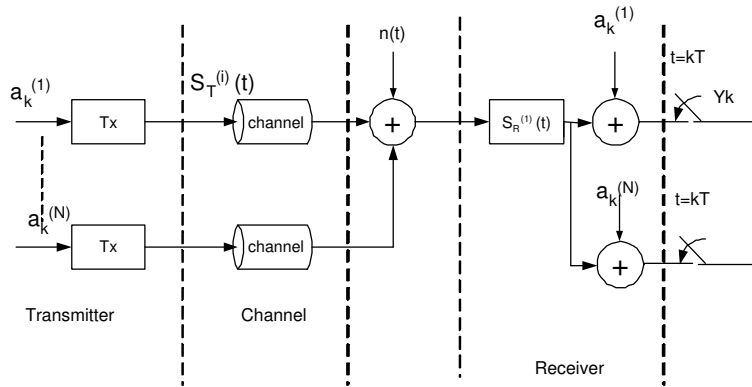 n(t)
a_k^(1)
t=kT
a_k^(1)
S_T^(i)(t)
Yk
Tx
channel
+
S_R^(1)(t)
+
a_k^(N)
a_k^(N)
t=kT
Tx
channel
+
Transmitter
Channel
Receiver